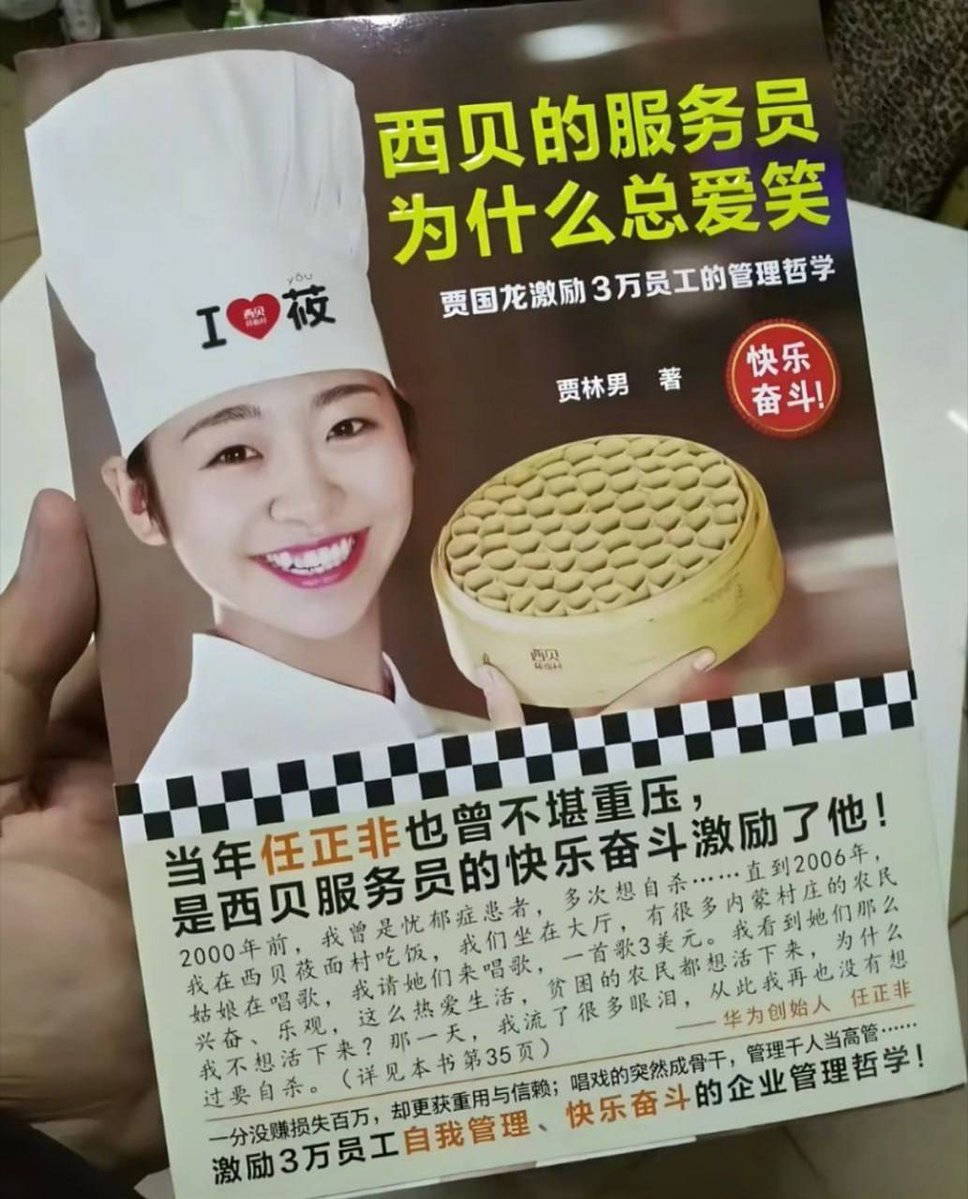 西贝的服务员
为什么总爱笑
贾国龙激励3万员工的管理哲学
贾林男 著
快乐
奋斗!
yóu
I 西贝 莜
西贝
当年任正非也曾不堪重压，
是西贝服务员的快乐奋斗激励了他！
2000年前，我曾是忧郁症患者，多次想自杀……直到2006年，
我在西贝莜面村吃饭，我们坐在大厅，有很多内蒙村庄的农民
姑娘在唱歌，我请她们来唱歌，一首歌3美元。我看到她们那么
兴奋、乐观，这么热爱生活，贫困的农民都想活下来，为什么
我不想活下来？那一天，我流了很多眼泪，从此我再也没有想
过要自杀。（详见本书第35页）
——华为创始人 任正非
一分没赚损失百万，却更获重用与信赖；唱戏的突然成骨干，管理千人当高管……
激励3万员工自我管理、快乐奋斗的企业管理哲学！